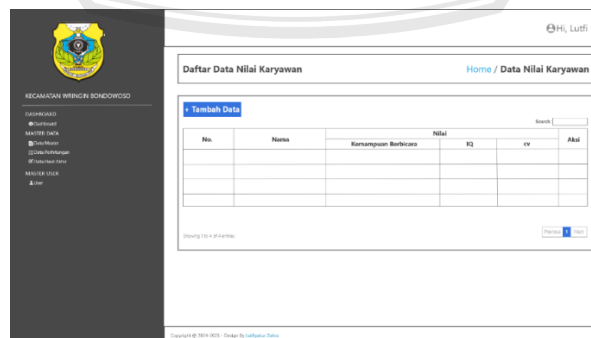 Hi, Lutfi
Daftar Data Nilai Karyawan
Home / Data Nilai Karyawan
KECAMATAN WRINGIN BONDOWOSO
DASHBOARD
Dashboard
MASTER DATA
Data Master
Data Perhitungan
Data Hasil Akhir
MASTER USER
User
+ Tambah Data
Search:
No. Nama Nilai Aksi
Kemampuan Berbicara IQ cv
Showing 1 to 4 of 4 entries
Previous 1 Next
Copyright © - Design By